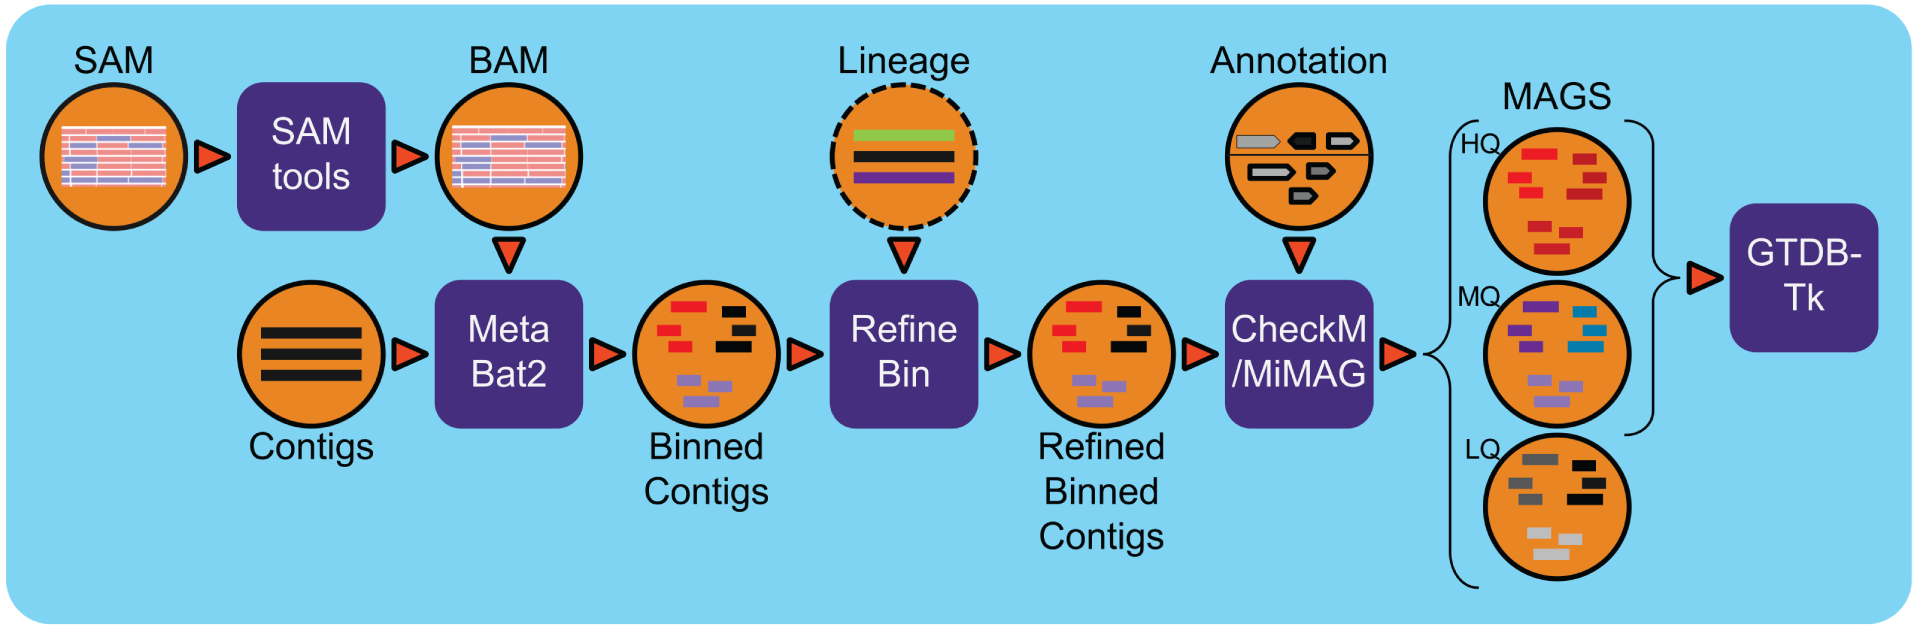 SAM
BAM
Lineage
Annotation
MAGS
SAM
tools
HQ
GTDB-
Tk
MQ
Meta
Bat2
Refine
Bin
CheckM
/MiMAG
Contigs
Binned
Contigs
Refined
Binned
Contigs
LQ